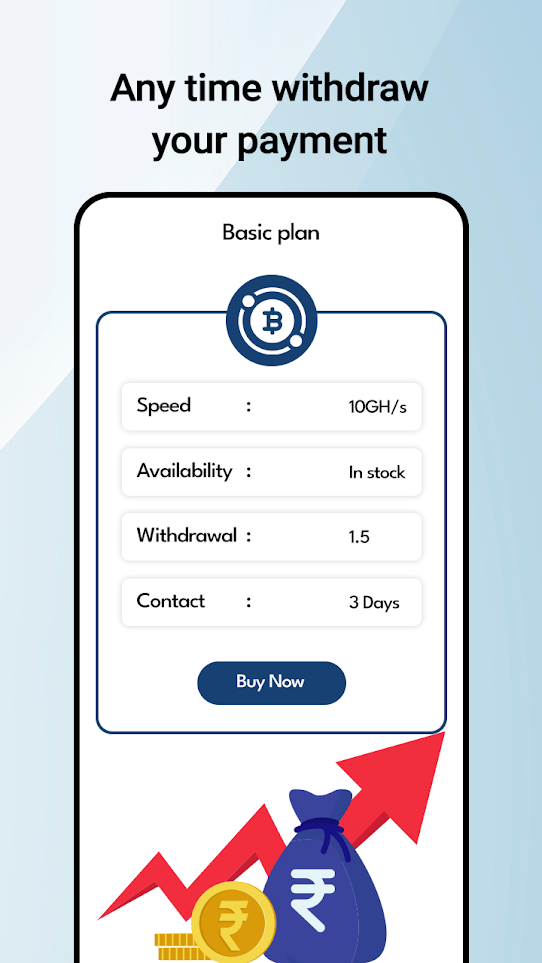 Any time withdraw
your payment
Basic plan
Speed : 10GH/s
Availability : In stock
Withdrawal : 1.5
Contact : 3 Days
Buy Now
₹ ₹